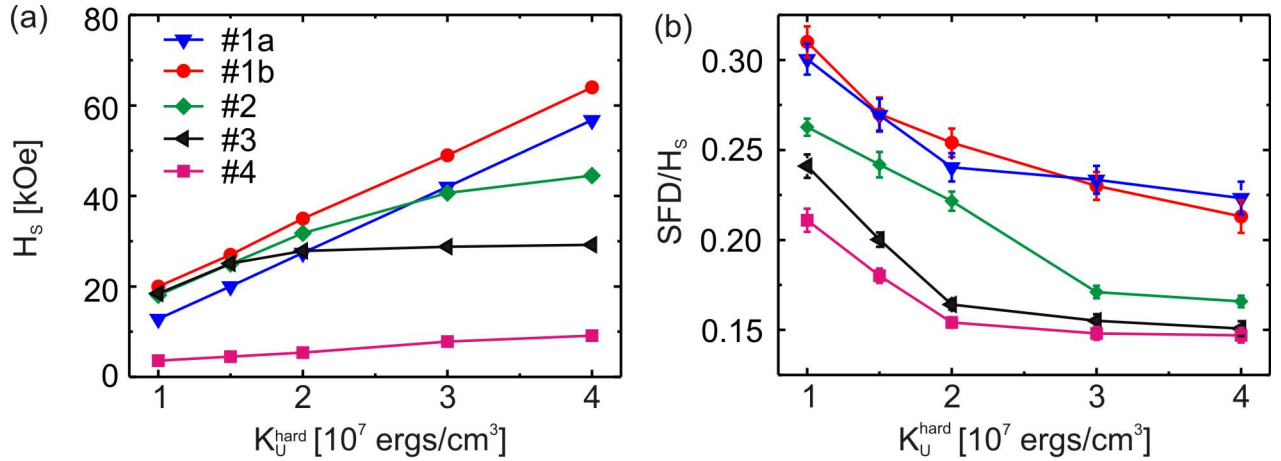 (a)
80
60
40
20
0
H_s [kOe]
#1a
#1b
#2
#3
#4
1 2 3 4
K_U^hard [10^7 ergs/cm^3]
(b)
0.30
0.25
0.20
0.15
SFD/H_s
1 2 3 4
K_U^hard [10^7 ergs/cm^3]